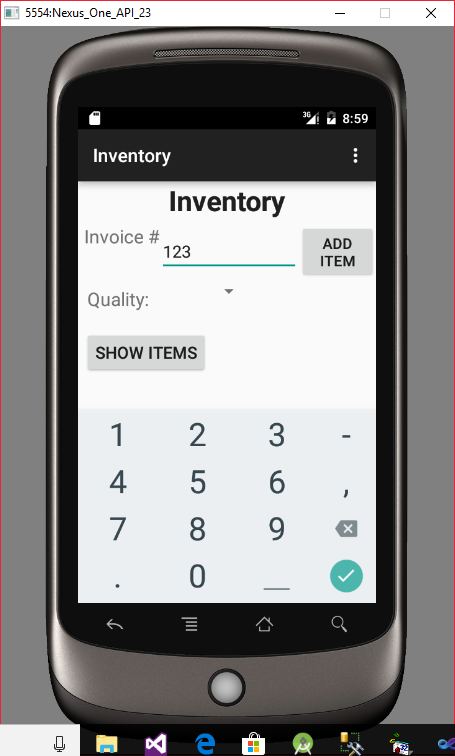 5554:Nexus_One_API_23
3G 8:59
Inventory
Inventory
Invoice #
123
ADD
ITEM
Quality:
SHOW ITEMS
1 2 3 -
4 5 6 ,
7 8 9
. 0 _